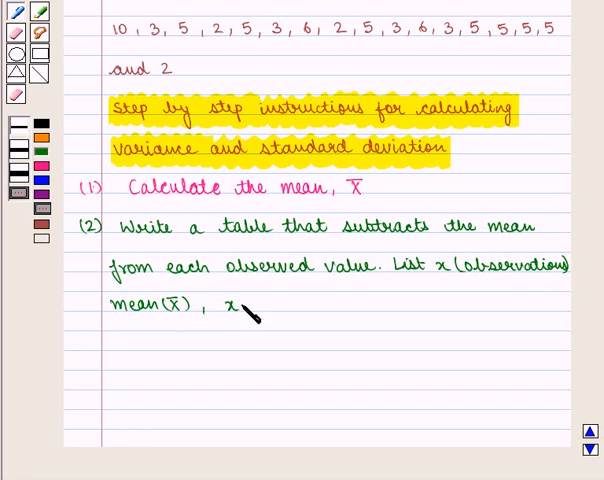 10 , 3 , 5 , 2 , 5 , 3 , 6 , 2 , 5 , 3 , 6 , 3 , 5 , 5 , 5 , 5
and 2
Step by step instructions for calculating
variance and standard deviation
(1) Calculate the mean, x̅
(2) Write a table that subtracts the mean
from each observed value. List x (observations)
mean (x̅) , x